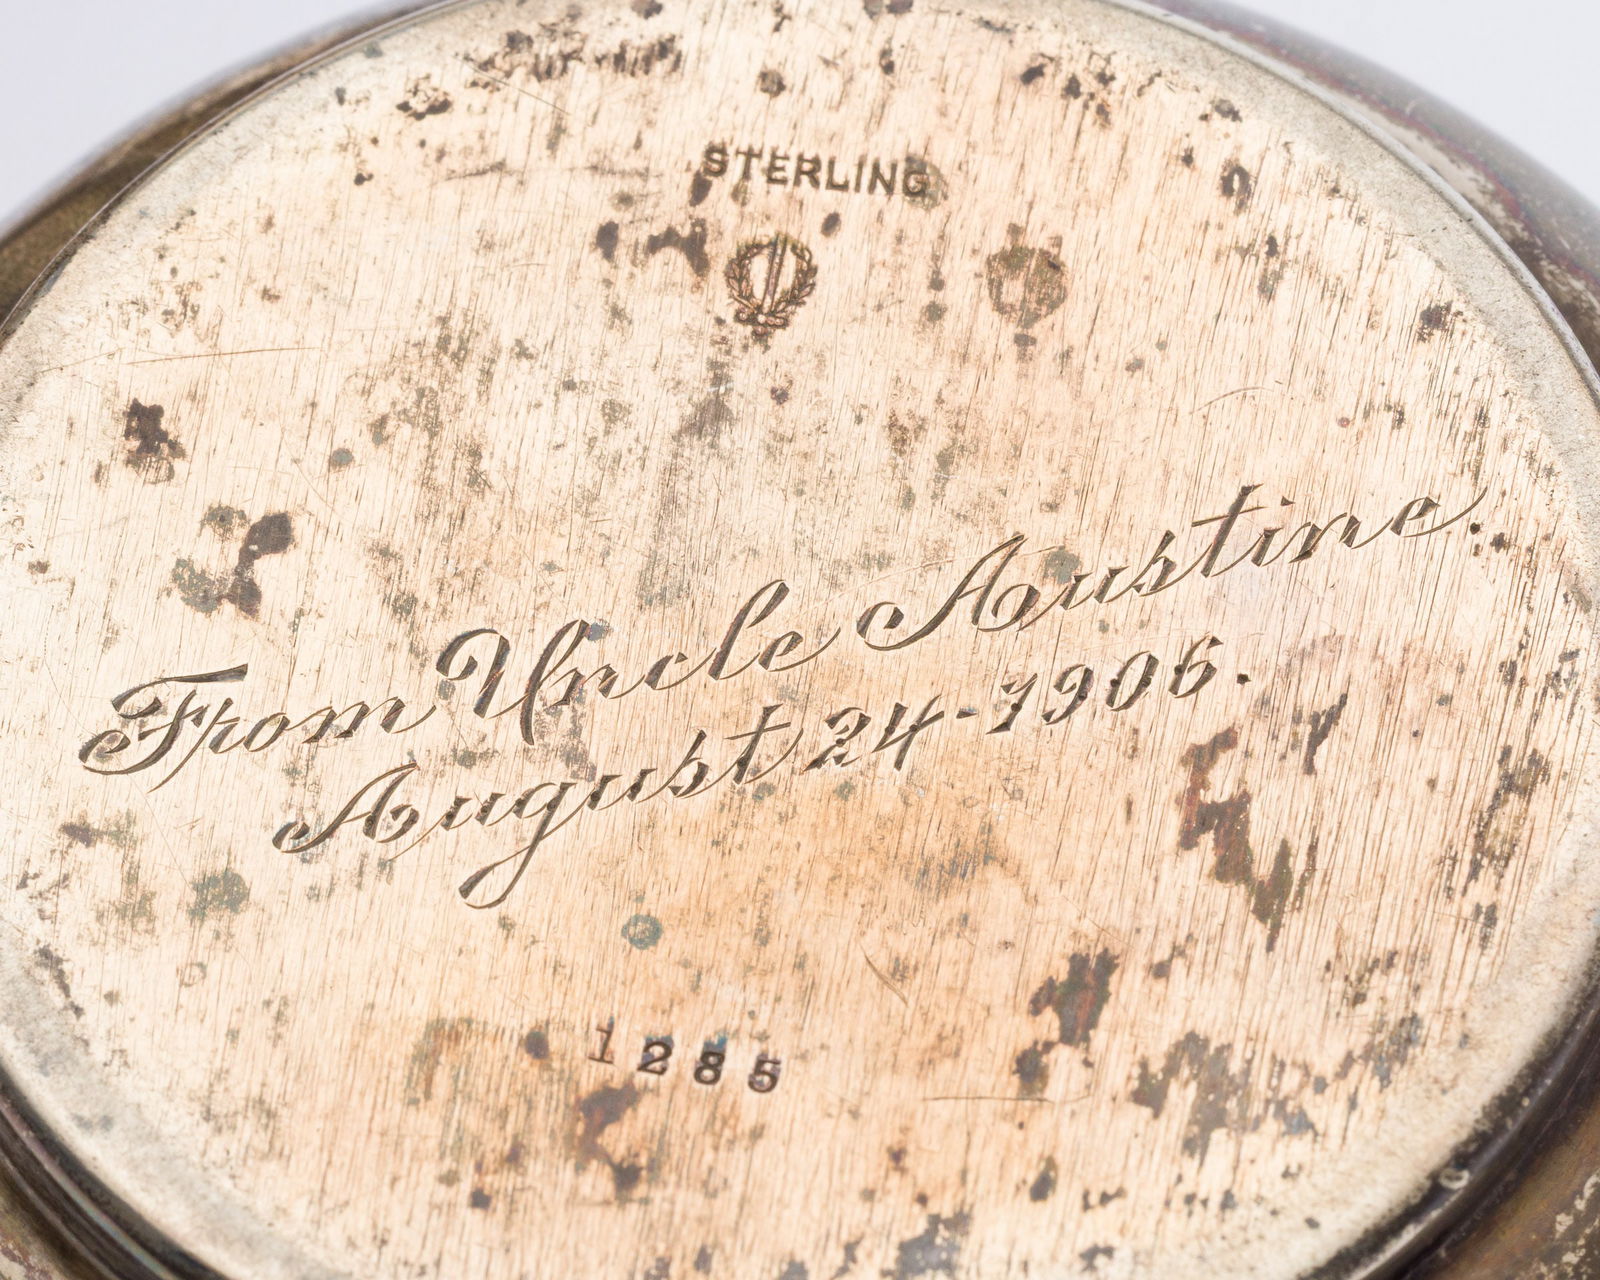 STERLING
From Uncle Austine.
August 24-1906.
1285